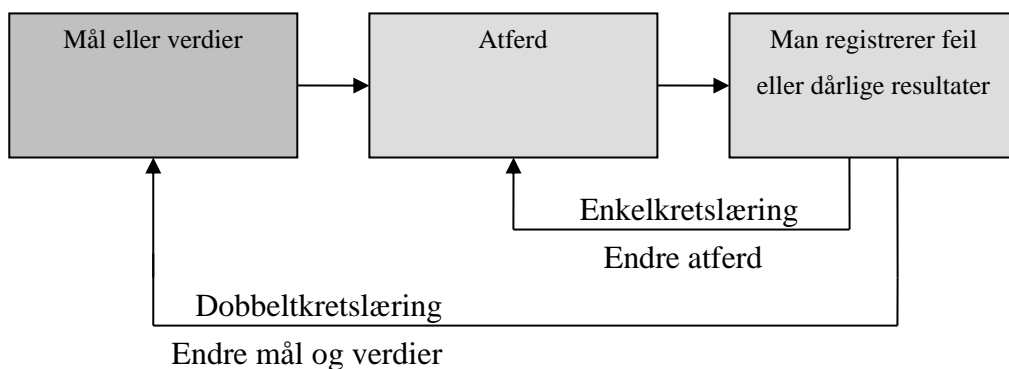 Mål eller verdier
Atferd
Man registrerer feil
eller dårlige resultater
Enkelkretslæring
Endre atferd
Dobbeltkretslæring
Endre mål og verdier